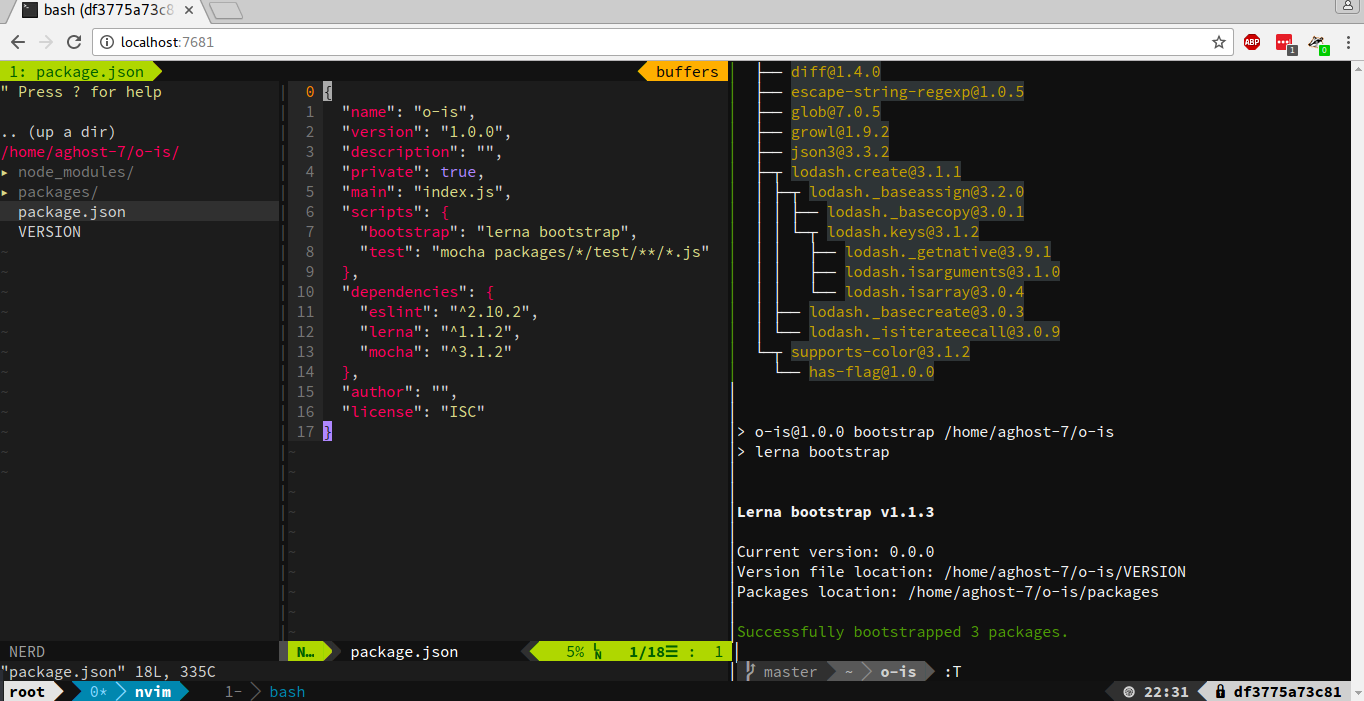 bash (df3775a73c8
localhost:7681
ABP
1
0
1: package.json
buffers
" Press ? for help
.. (up a dir)
/home/aghost-7/o-is/
▸ node_modules/
▸ packages/
package.json
VERSION
0 {
1 "name": "o-is",
2 "version": "1.0.0",
3 "description": "",
4 "private": true,
5 "main": "index.js",
6 "scripts": {
7 "bootstrap": "lerna bootstrap",
8 "test": "mocha packages/*/test/**/*.js"
9 },
10 "dependencies": {
11 "eslint": "^2.10.2",
12 "lerna": "^1.1.2",
13 "mocha": "^3.1.2"
14 },
15 "author": "",
16 "license": "ISC"
17 }
NERD
N… package.json 5% 1/18☰ : 1
"package.json" 18L, 335C
├── diff@1.4.0
├── escape-string-regexp@1.0.5
├── glob@7.0.5
├── growl@1.9.2
├── json3@3.3.2
├─┬ lodash.create@3.1.1
│ ├─┬ lodash._baseassign@3.2.0
│ │ ├── lodash._basecopy@3.0.1
│ │ └─┬ lodash.keys@3.1.2
│ │   ├── lodash._getnative@3.9.1
│ │   ├── lodash.isarguments@3.1.0
│ │   └── lodash.isarray@3.0.4
│ ├── lodash._basecreate@3.0.3
│ └── lodash._isiterateecall@3.0.9
└─┬ supports-color@3.1.2
  └── has-flag@1.0.0
> o-is@1.0.0 bootstrap /home/aghost-7/o-is
> lerna bootstrap
Lerna bootstrap v1.1.3
Current version: 0.0.0
Version file location: /home/aghost-7/o-is/VERSION
Packages location: /home/aghost-7/o-is/packages
Successfully bootstrapped 3 packages.
master ~ o-is :T
root 0* nvim 1- bash 22:31 df3775a73c81